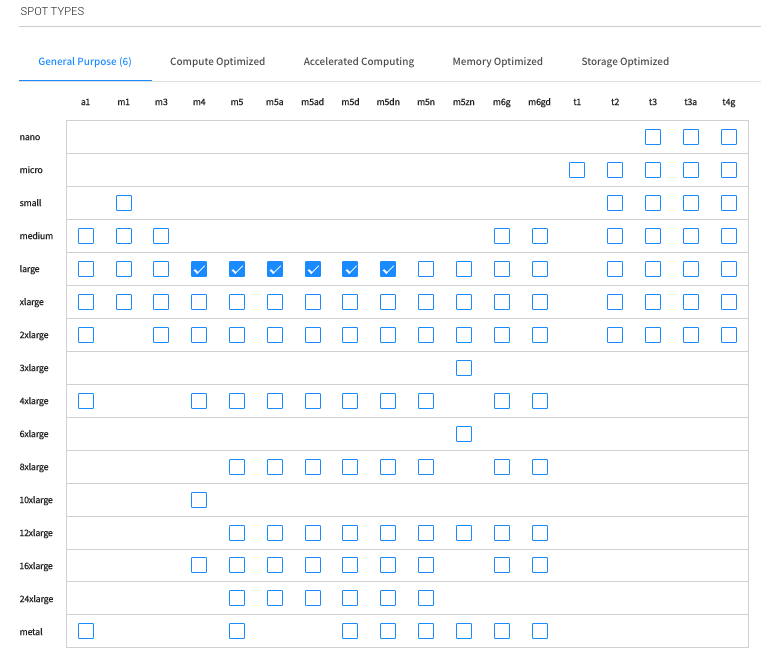 SPOT TYPES
General Purpose (6) Compute Optimized Accelerated Computing Memory Optimized Storage Optimized
a1 m1 m3 m4 m5 m5a m5ad m5d m5dn m5n m5zn m6g m6gd t1 t2 t3 t3a t4g
nano
micro
small
medium
large
xlarge
2xlarge
3xlarge
4xlarge
6xlarge
8xlarge
10xlarge
12xlarge
16xlarge
24xlarge
metal